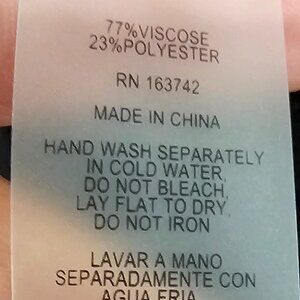 77%VISCOSE
23%POLYESTER
RN 163742
MADE IN CHINA
HAND WASH SEPARATELY
IN COLD WATER,
DO NOT BLEACH,
LAY FLAT TO DRY,
DO NOT IRON
LAVAR A MANO
SEPARADAMENTE CON
AGUA FRIA